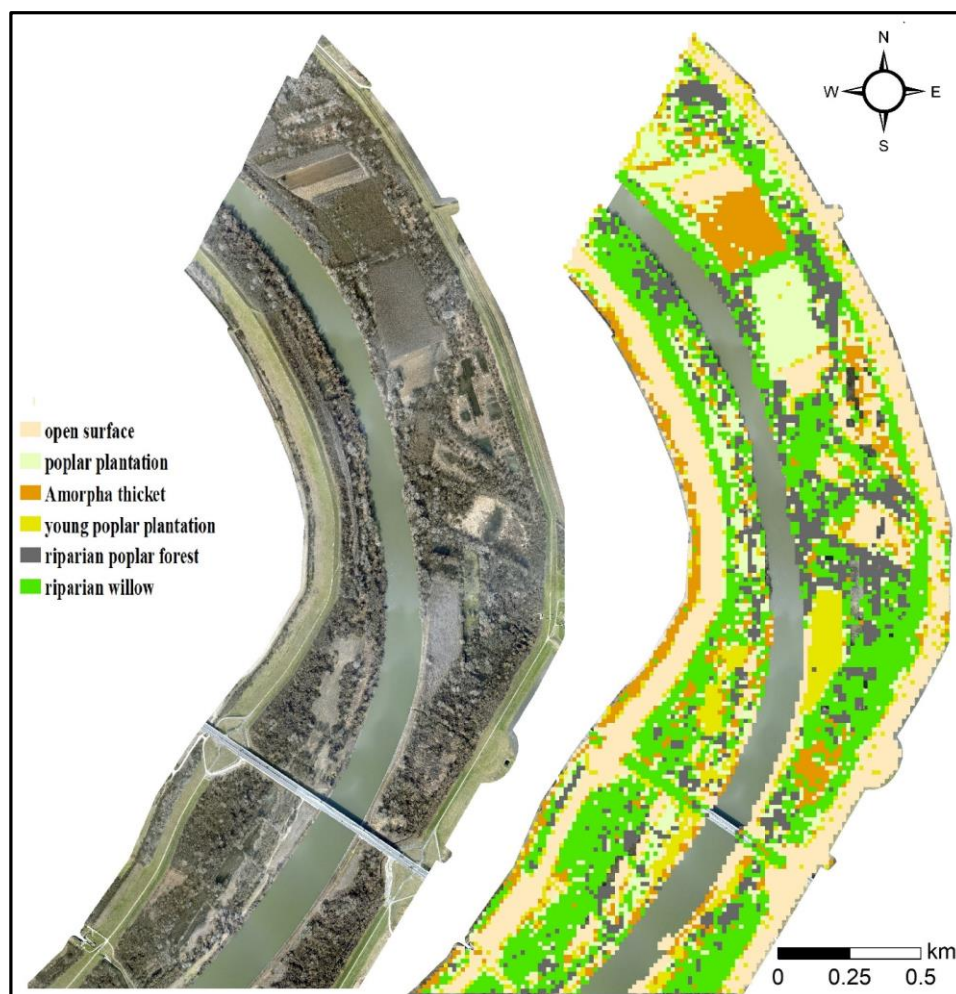 N
W E
S
open surface
poplar plantation
Amorpha thicket
young poplar plantation
riparian poplar forest
riparian willow
km
0 0.25 0.5